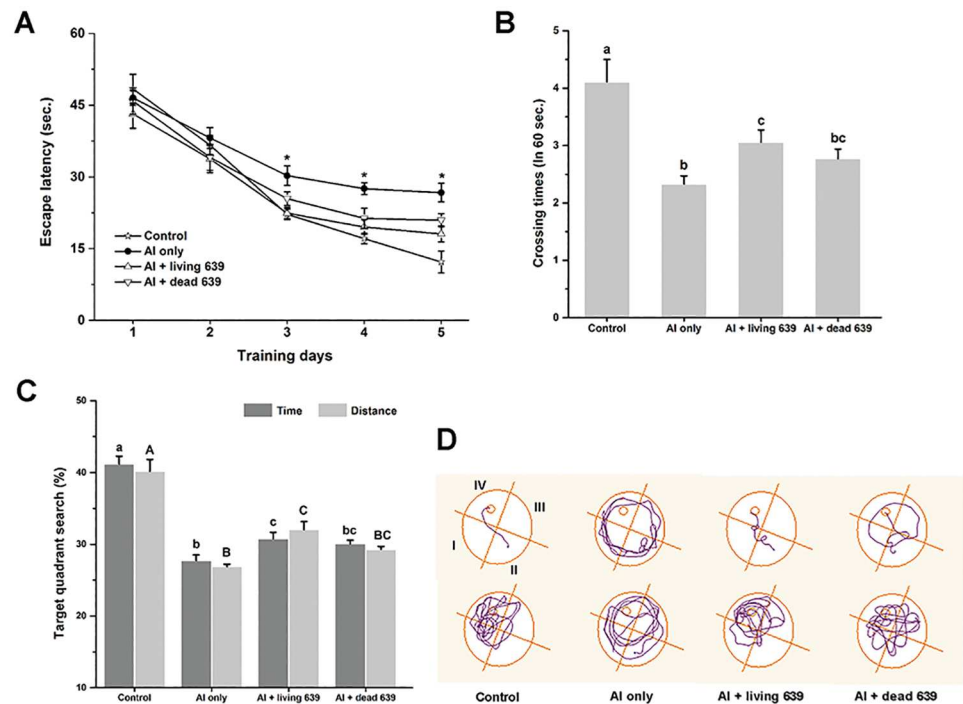 A
Escape latency (sec.)
45
30
15
0
Control
Al only
Al + living 639
Al + dead 639
*
*
*
1 2 3 4 5
Training days
B
Crossing times (In 60 sec.)
5
4
3
2
1
0
a
b
c
bc
Control Al only Al + living 639 Al + dead 639
C
Target quadrant search (%)
50
40
30
20
10
Time Distance
a A
b B
c C
bc BC
Control Al only Al + living 639 Al + dead 639
D
IV
III
I
II
Control Al only Al + living 639 Al + dead 639